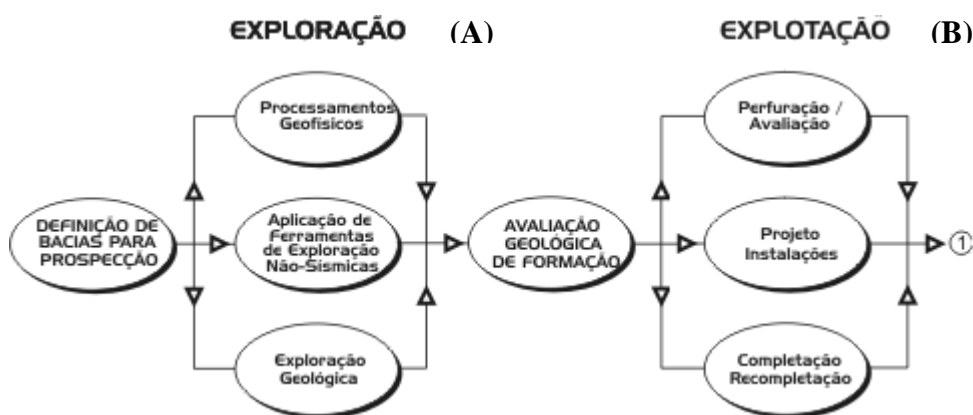 EXPLORAÇÃO (A)
EXPLOTAÇÃO (B)
DEFINIÇÃO DE
BACIAS PARA
PROSPECÇÃO
Processamentos
Geofísicos
Aplicação de
Ferramentas
de Exploração
Não-Sísmicas
Exploração
Geológica
AVALIAÇÃO
GEOLÓGICA
DE FORMAÇÃO
Perfuração /
Avaliação
Projeto
Instalações
Completação
Recompletação
1